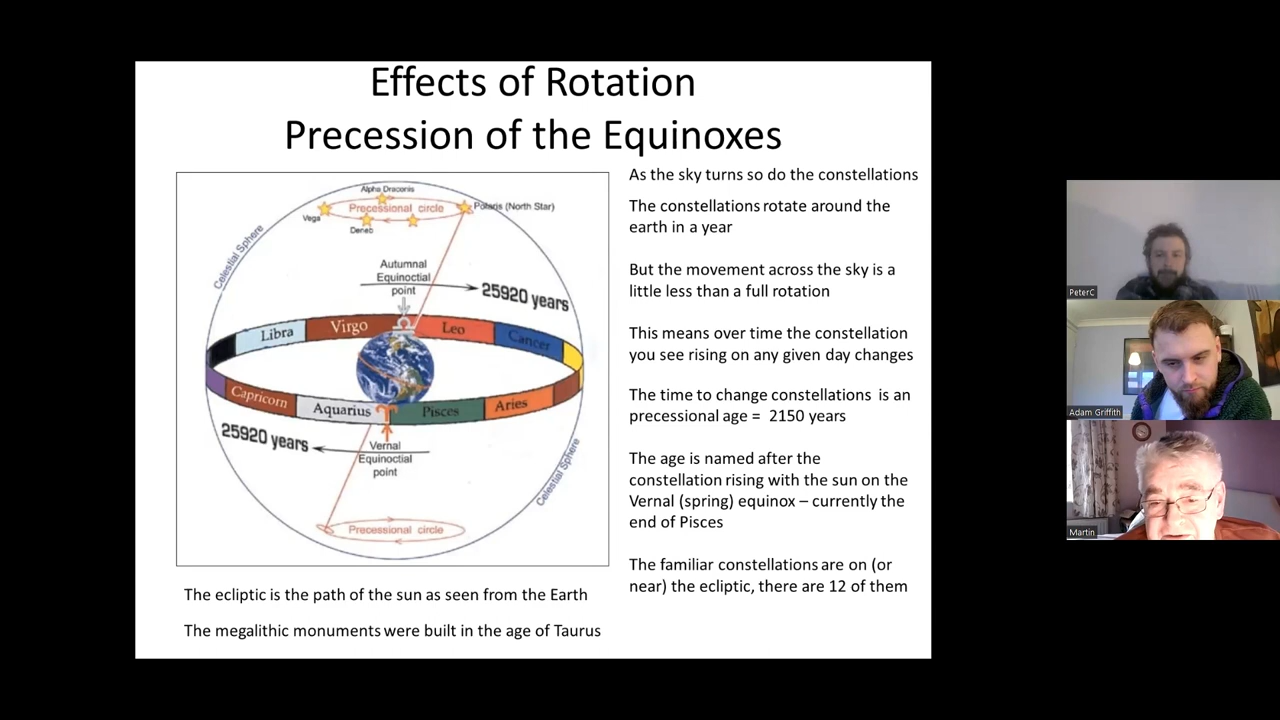 Effects of Rotation
Precession of the Equinoxes
Alpha Draconis
Vega
Precessional circle
Polaris (North Star)
Deneb
Celestial Sphere
Autumnal
Equinoctial
point
25920 years
Libra
Virgo
Leo
Cancer
Capricorn
Aquarius
Pisces
Aries
25920 years
Vernal
Equinoctial
point
Celestial Sphere
Precessional circle
The ecliptic is the path of the sun as seen from the Earth
The megalithic monuments were built in the age of Taurus
As the sky turns so do the constellations
The constellations rotate around the
earth in a year
But the movement across the sky is a
little less than a full rotation
This means over time the constellation
you see rising on any given day changes
The time to change constellations is an
precessional age = 2150 years
The age is named after the
constellation rising with the sun on the
Vernal (spring) equinox – currently the
end of Pisces
The familiar constellations are on (or
near) the ecliptic, there are 12 of them
PeterC
Adam Griffith
Martin